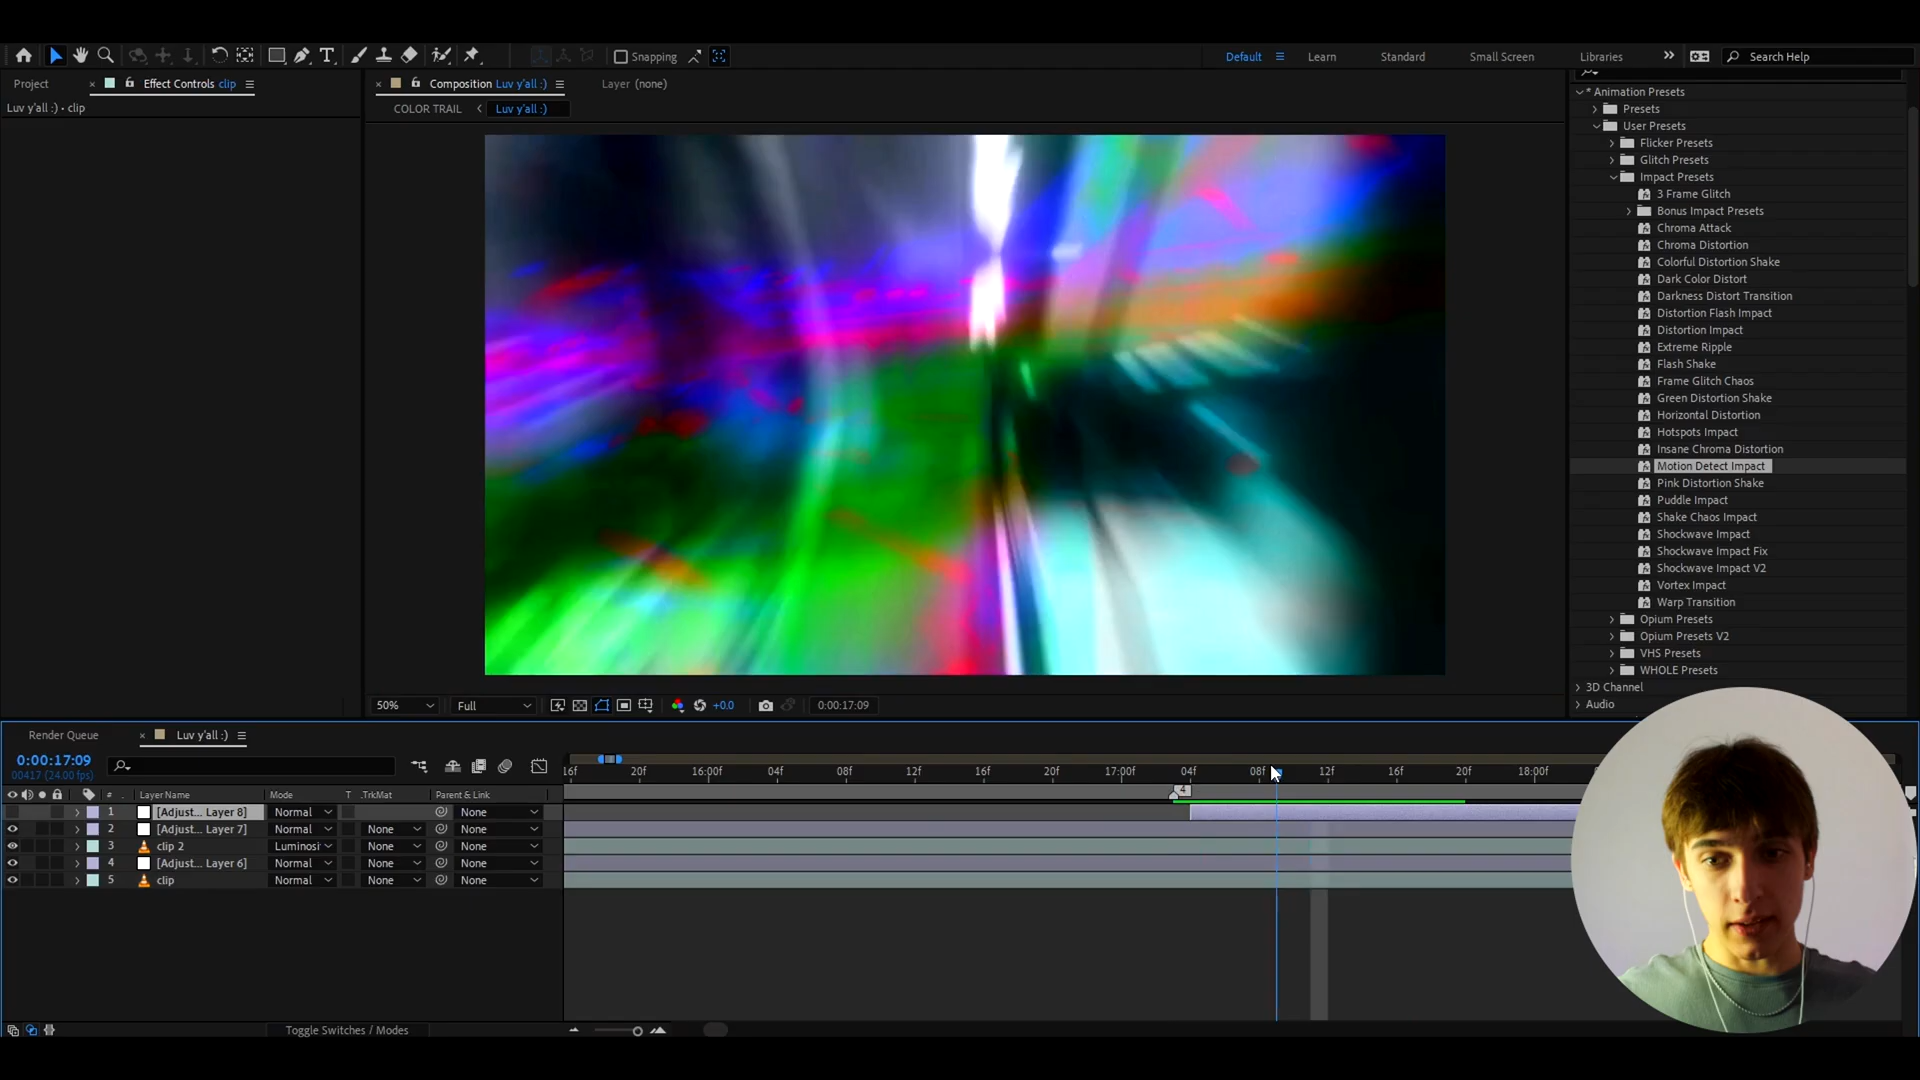 Snapping
Default
Learn
Standard
Small Screen
Libraries
Search Help
Project
Effect Controls clip
Composition Luv y'all :)
Layer (none)
Luv y'all :) • clip
COLOR TRAIL
Luv y'all :)
* Animation Presets
Presets
User Presets
Flicker Presets
Glitch Presets
Impact Presets
3 Frame Glitch
Bonus Impact Presets
Chroma Attack
Chroma Distortion
Colorful Distortion Shake
Dark Color Distort
Darkness Distort Transition
Distortion Flash Impact
Distortion Impact
Extreme Ripple
Flash Shake
Frame Glitch Chaos
Green Distortion Shake
Horizontal Distortion
Hotspots Impact
Insane Chroma Distortion
Motion Detect Impact
Pink Distortion Shake
Puddle Impact
Shake Chaos Impact
Shockwave Impact
Shockwave Impact Fix
Shockwave Impact V2
Vortex Impact
Warp Transition
Opium Presets
Opium Presets V2
VHS Presets
WHOLE Presets
3D Channel
Audio
50% Full +0.0 0:00:17:09
Render Queue
Luv y'all :)
0:00:17:09
00417 (24.00 fps)
16f 20f 16:00f 04f 08f 12f 16f 20f 17:00f 04f 08f 12f 16f 20f 18:00f
4
# Layer Name Mode T .TrkMat Parent & Link
1 [Adjust... Layer 8] Normal None
2 [Adjust... Layer 7] Normal None None
3 clip 2 Luminosi None None
4 [Adjust... Layer 6] Normal None None
5 clip Normal None None
Toggle Switches / Modes